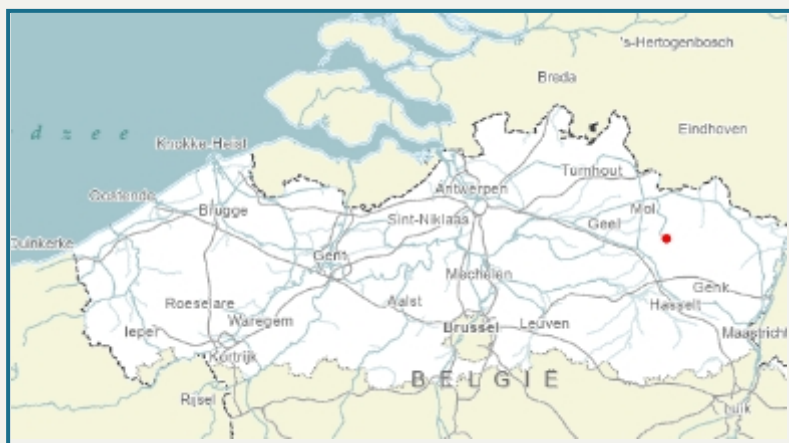 's-Hertogenbosch
Breda
Eindhoven
dzee
Knokke-Heist
Turnhout
Oostende
Antwerpen
Mol
Brugge
Sint-Niklaas
Geel
Duinkerke
Gent
Mechelen
Genk
Roeselare
Aalst
Hasselt
Ieper
Waregem
Brussel
Leuven
Maastricht
Kortrijk
BELGIË
Rijsel
Luik